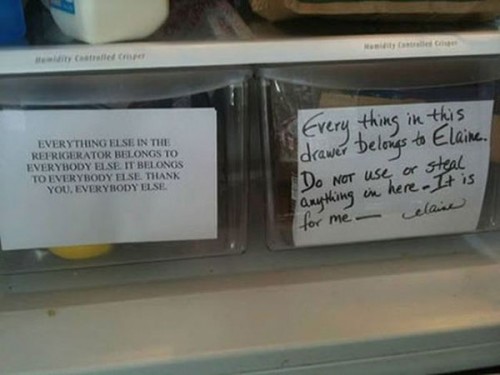 Humidity Controlled Crisper
Humidity Controlled Crisper
EVERYTHING ELSE IN THE
REFRIGERATOR BELONGS TO
EVERYBODY ELSE. IT BELONGS
TO EVERYBODY ELSE. THANK
YOU, EVERYBODY ELSE.
Every thing in this
drawer belongs to Elaine.
Do NOT use or steal
anything in here - It is
for me — elaine